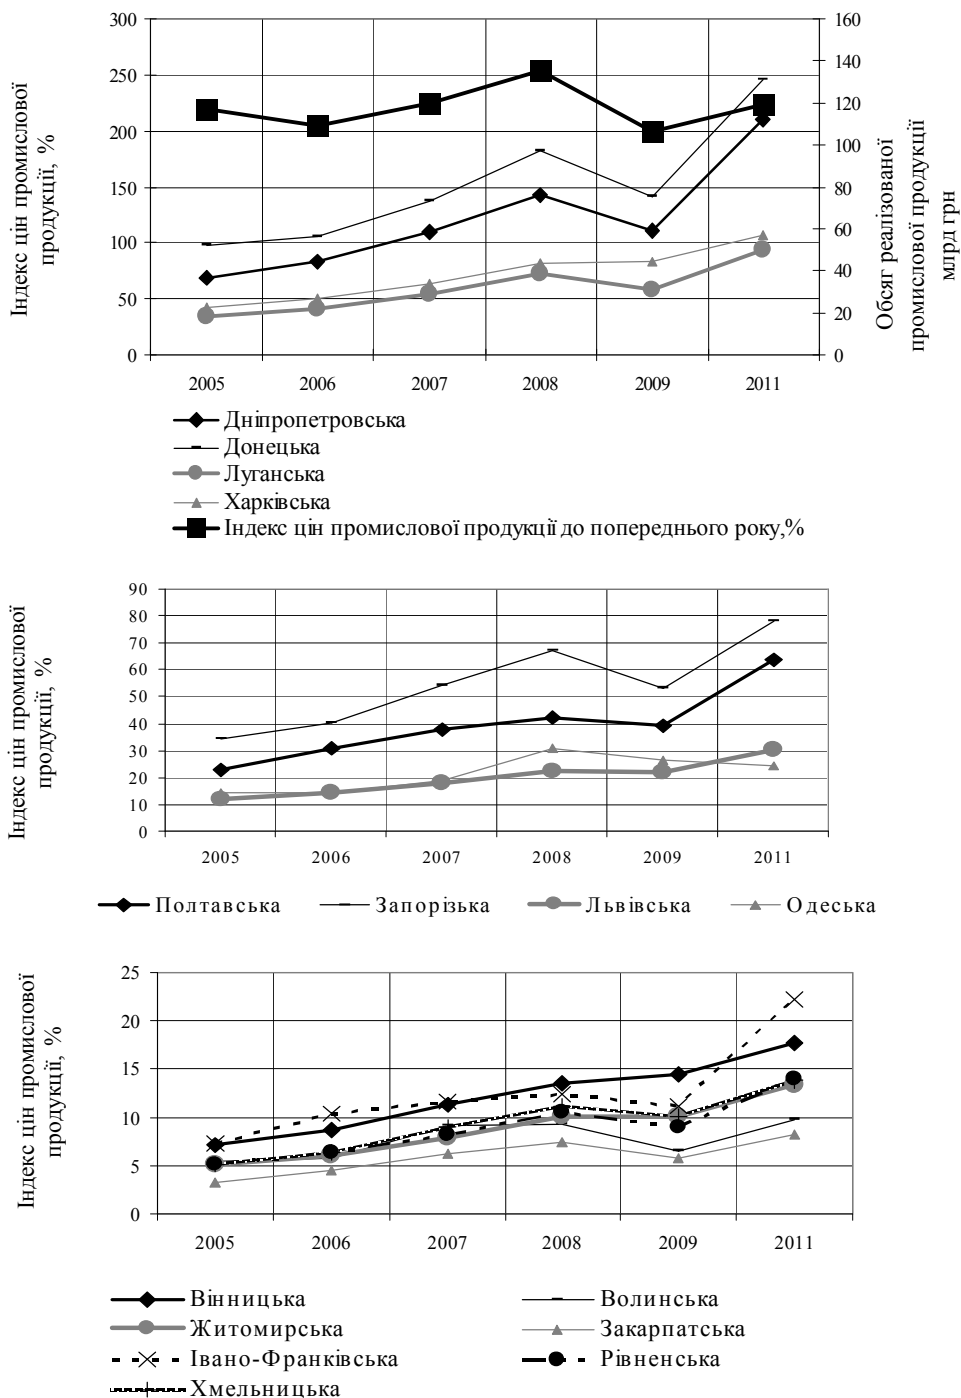 Індекс цін промислової
продукції, %
300
250
200
150
100
50
0
160
140
120
100
80
60
40
20
0
Обсяг реалізованої
промислової продукції
млрд грн
2005 2006 2007 2008 2009 2011
Дніпропетровська
Донецька
Луганська
Харківська
Індекс цін промислової продукції до попереднього року,%
Індекс цін промислової
продукції, %
90
80
70
60
50
40
30
20
10
0
2005 2006 2007 2008 2009 2011
Полтавська Запорізька Львівська Одеська
Індекс цін промислової
продукції, %
25
20
15
10
5
0
2005 2006 2007 2008 2009 2011
Вінницька Волинська
Житомирська Закарпатська
Івано-Франківська Рівненська
Хмельницька